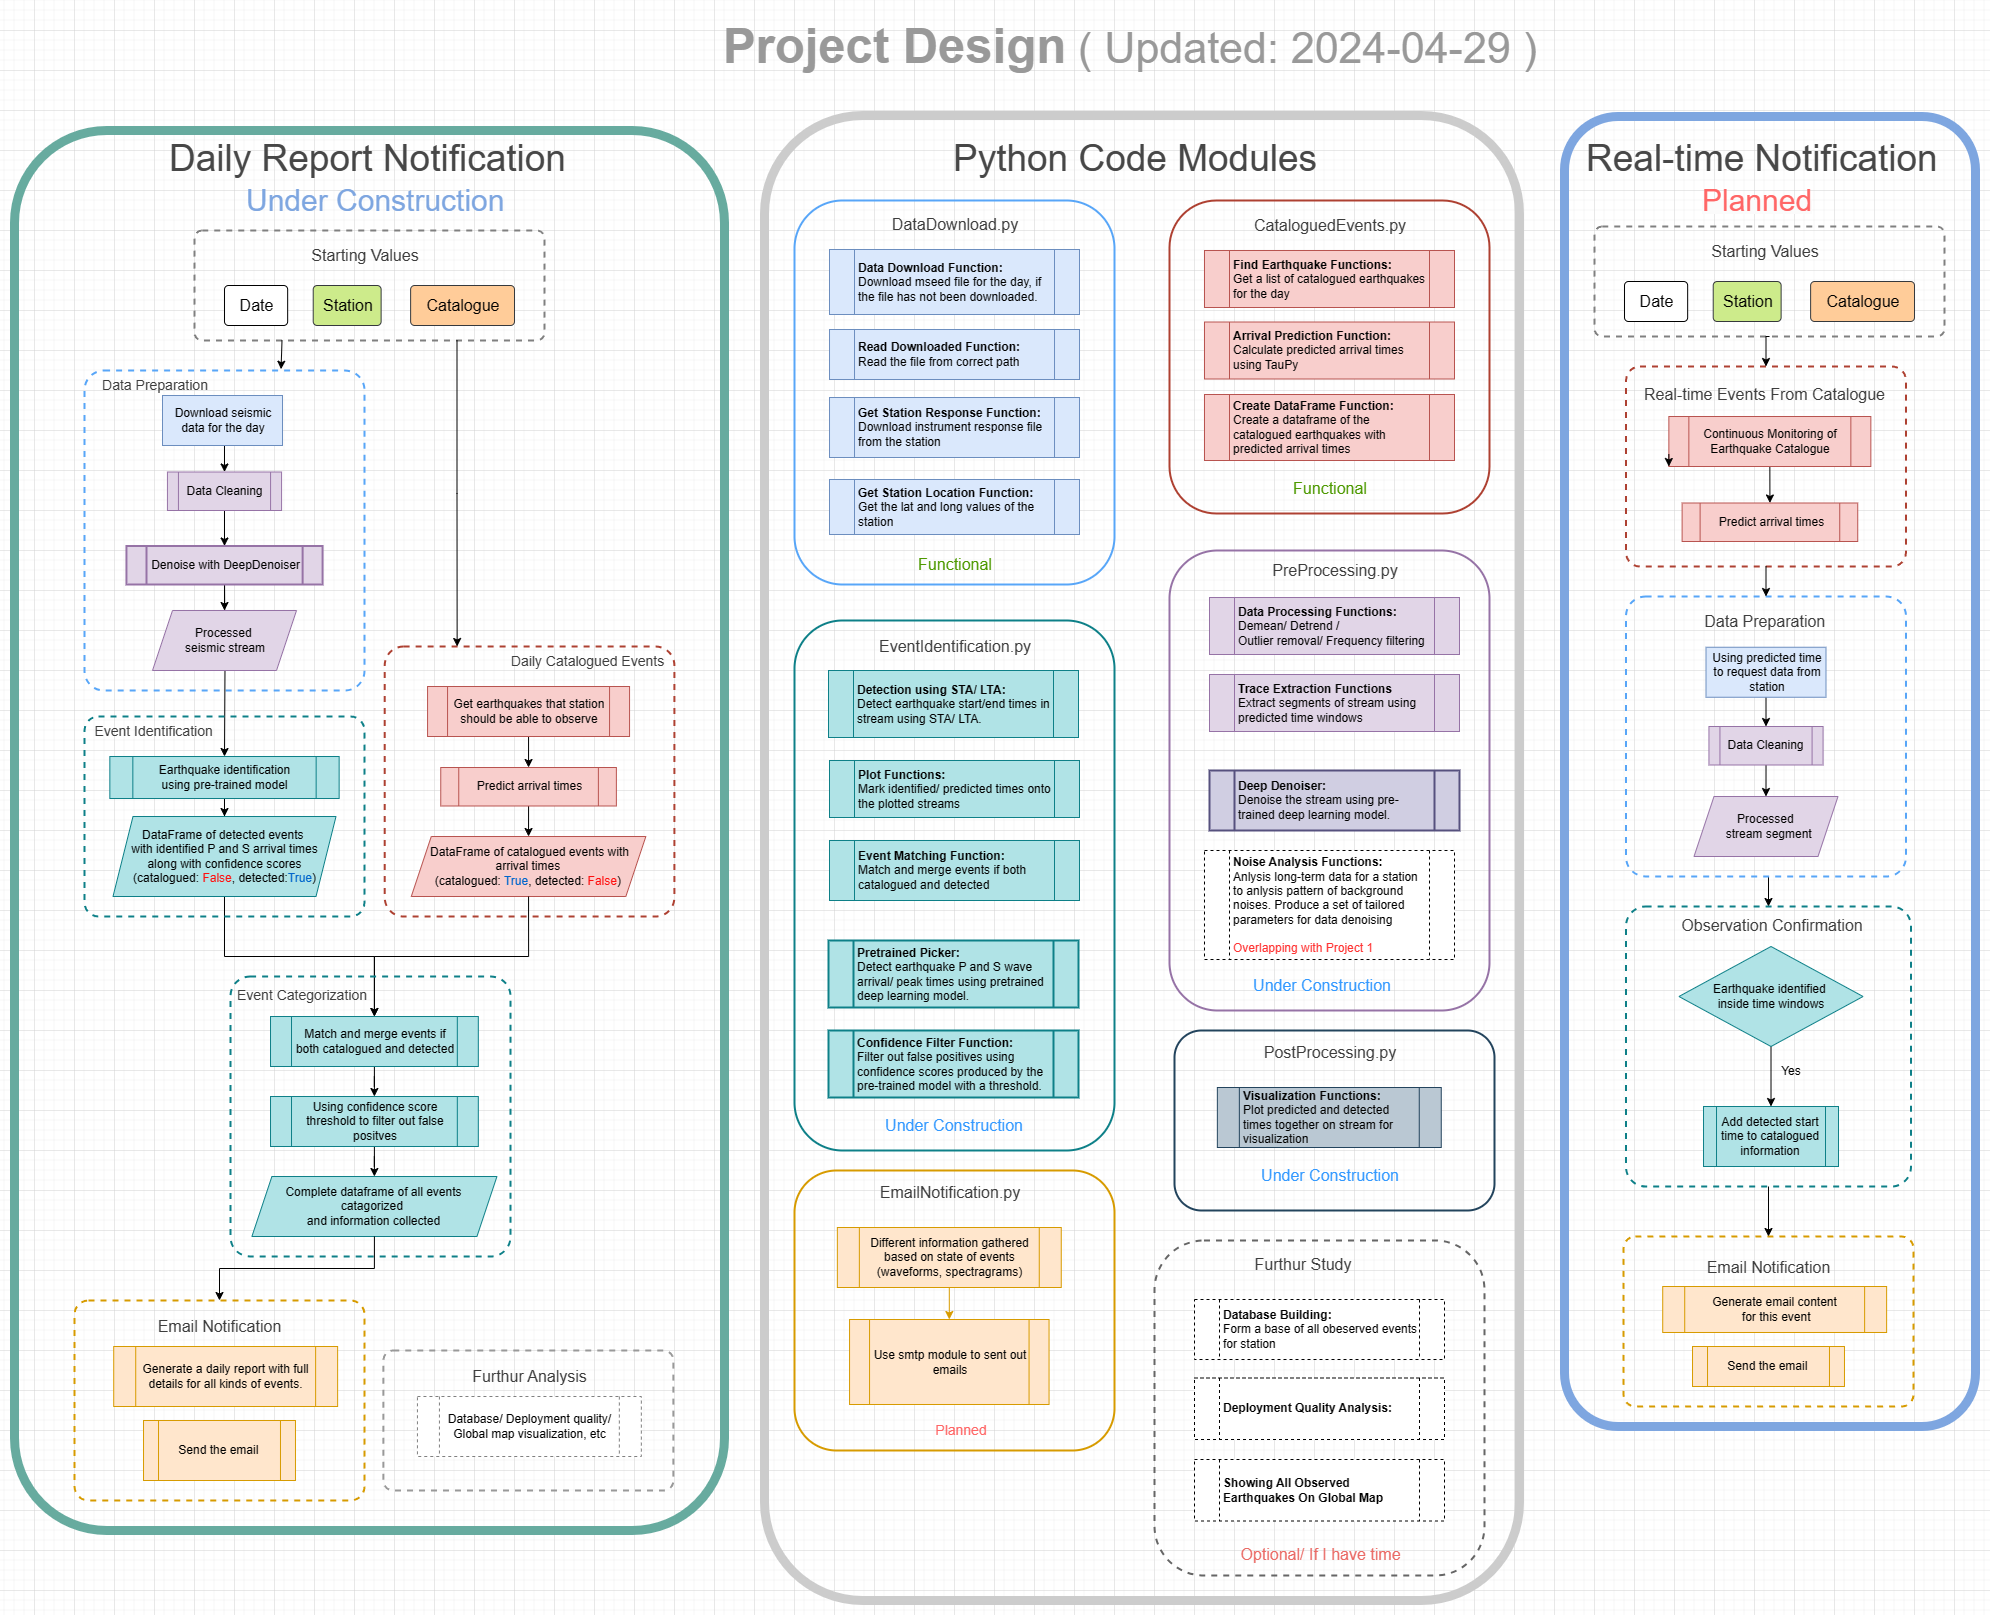 Project Design ( Updated: 2024-04-29 )
Daily Report Notification
Under Construction
Starting Values
Date
Station
Catalogue
Data Preparation
Download seismic
data for the day
Data Cleaning
Denoise with DeepDenoiser
Processed
seismic stream
Event Identification
Earthquake identification
using pre-trained model
DataFrame of detected events
with identified P and S arrival times
along with confidence scores
(catalogued: False, detected:True)
Daily Catalogued Events
Get earthquakes that station
should be able to observe
Predict arrival times
DataFrame of catalogued events with
arrival times
(catalogued: True, detected: False)
Event Categorization
Match and merge events if
both catalogued and detected
Using confidence score
threshold to filter out false
positves
Complete dataframe of all events
catagorized
and information collected
Email Notification
Generate a daily report with full
details for all kinds of events.
Send the email
Furthur Analysis
Database/ Deployment quality/
Global map visualization, etc
Python Code Modules
DataDownload.py
Data Download Function:
Download mseed file for the day, if
the file has not been downloaded.
Read Downloaded Function:
Read the file from correct path
Get Station Response Function:
Download instrument response file
from the station
Get Station Location Function:
Get the lat and long values of the
station
Functional
EventIdentification.py
Detection using STA/ LTA:
Detect earthquake start/end times in
stream using STA/ LTA.
Plot Functions:
Mark identified/ predicted times onto
the plotted streams
Event Matching Function:
Match and merge events if both
catalogued and detected
Pretrained Picker:
Detect earthquake P and S wave
arrival/ peak times using pretrained
deep learning model.
Confidence Filter Function:
Filter out false positives using
confidence scores produced by the
pre-trained model with a threshold.
Under Construction
EmailNotification.py
Different information gathered
based on state of events
(waveforms, spectragrams)
Use smtp module to sent out
emails
Planned
CataloguedEvents.py
Find Earthquake Functions:
Get a list of catalogued earthquakes
for the day
Arrival Prediction Function:
Calculate predicted arrival times
using TauPy
Create DataFrame Function:
Create a dataframe of the
catalogued earthquakes with
predicted arrival times
Functional
PreProcessing.py
Data Processing Functions:
Demean/ Detrend /
Outlier removal/ Frequency filtering
Trace Extraction Functions
Extract segments of stream using
predicted time windows
Deep Denoiser:
Denoise the stream using pre-
trained deep learning model.
Noise Analysis Functions:
Anlysis long-term data for a station
to anlysis pattern of background
noises. Produce a set of tailored
parameters for data denoising
Overlapping with Project 1
Under Construction
PostProcessing.py
Visualization Functions:
Plot predicted and detected
times together on stream for
visualization
Under Construction
Furthur Study
Database Building:
Form a base of all obeserved events
for station
Deployment Quality Analysis:
Showing All Observed
Earthquakes On Global Map
Optional/ If I have time
Real-time Notification
Planned
Starting Values
Date
Station
Catalogue
Real-time Events From Catalogue
Continuous Monitoring of
Earthquake Catalogue
Predict arrival times
Data Preparation
Using predicted time
to request data from
station
Data Cleaning
Processed
stream segment
Observation Confirmation
Earthquake identified
inside time windows
Yes
Add detected start
time to catalogued
information
Email Notification
Generate email content
for this event
Send the email